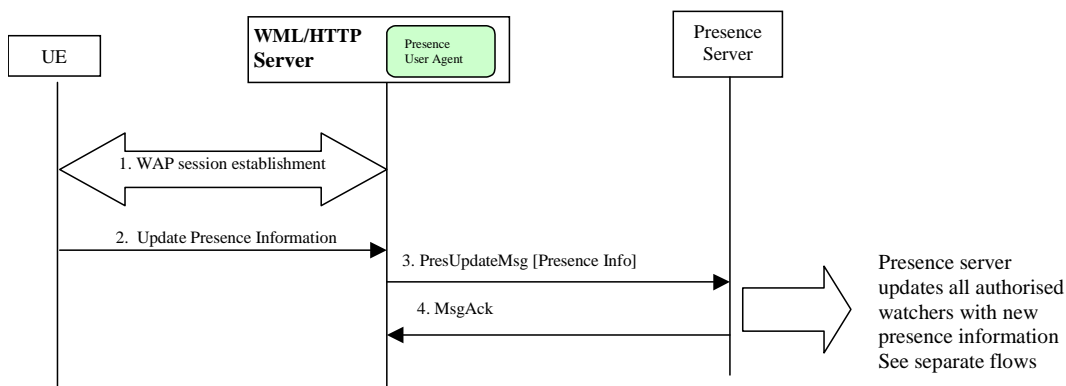 UE
WML/HTTP
Server
Presence
User Agent
Presence
Server
1. WAP session establishment
2. Update Presence Information
3. PresUpdateMsg [Presence Info]
4. MsgAck
Presence server
updates all authorised
watchers with new
presence information
See separate flows